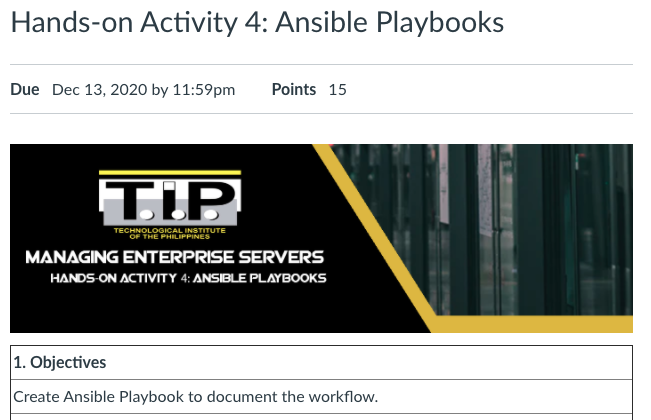 Hands-on Activity 4: Ansible Playbooks
Due Dec 13, 2020 by 11:59pm Points 15
T.I.P
TECHNOLOGICAL INSTITUTE
OF THE PHILIPPINES
MANAGING ENTERPRISE SERVERS
HANDS-ON ACTIVITY 4: ANSIBLE PLAYBOOKS
1. Objectives
Create Ansible Playbook to document the workflow.